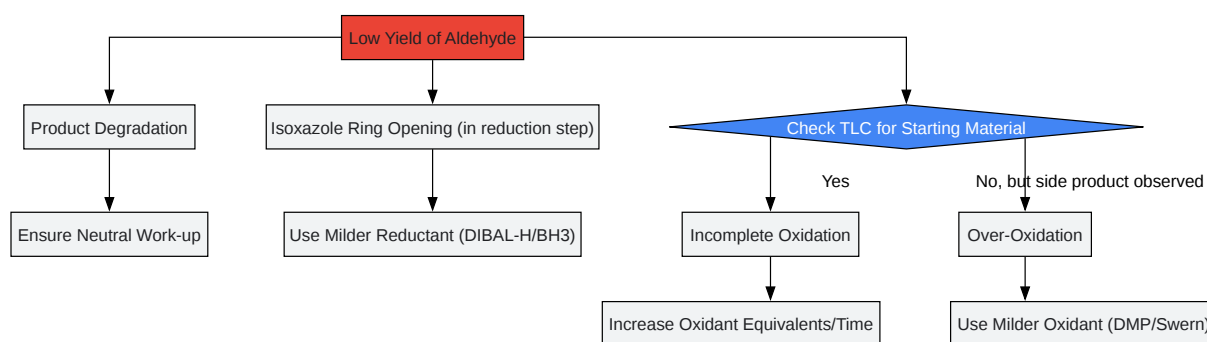 Low Yield of Aldehyde
Product Degradation
Isoxazole Ring Opening (in reduction step)
Check TLC for Starting Material
Yes
No, but side product observed
Ensure Neutral Work-up
Use Milder Reductant (DIBAL-H/BH3)
Incomplete Oxidation
Over-Oxidation
Increase Oxidant Equivalents/Time
Use Milder Oxidant (DMP/Swern)